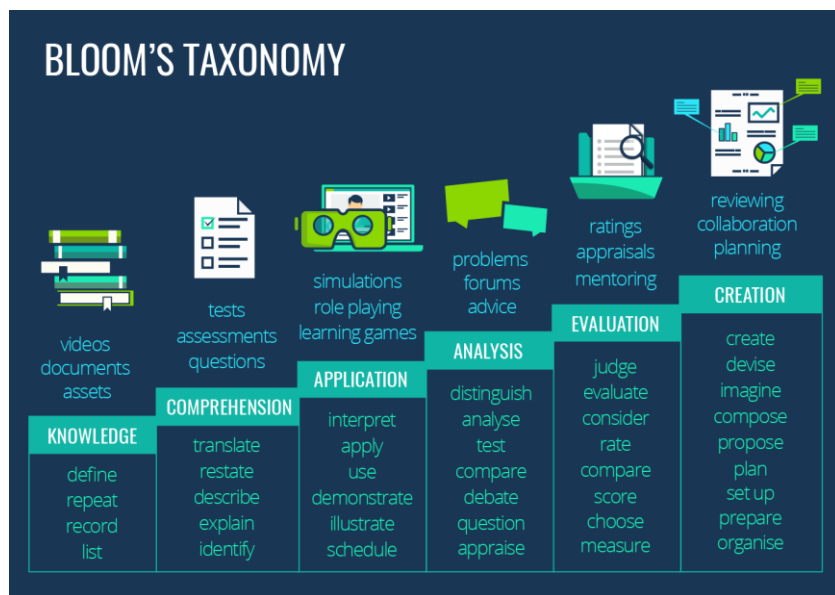 BLOOM'S TAXONOMY
videos
documents
assets
KNOWLEDGE
define
repeat
record
list
tests
assessments
questions
COMPREHENSION
translate
restate
describe
explain
identify
simulations
role playing
learning games
APPLICATION
interpret
apply
use
demonstrate
illustrate
schedule
problems
forums
advice
ANALYSIS
distinguish
analyse
test
compare
debate
question
appraise
ratings
appraisals
mentoring
EVALUATION
judge
evaluate
consider
rate
compare
score
choose
measure
reviewing
collaboration
planning
CREATION
create
devise
imagine
compose
propose
plan
set up
prepare
organise